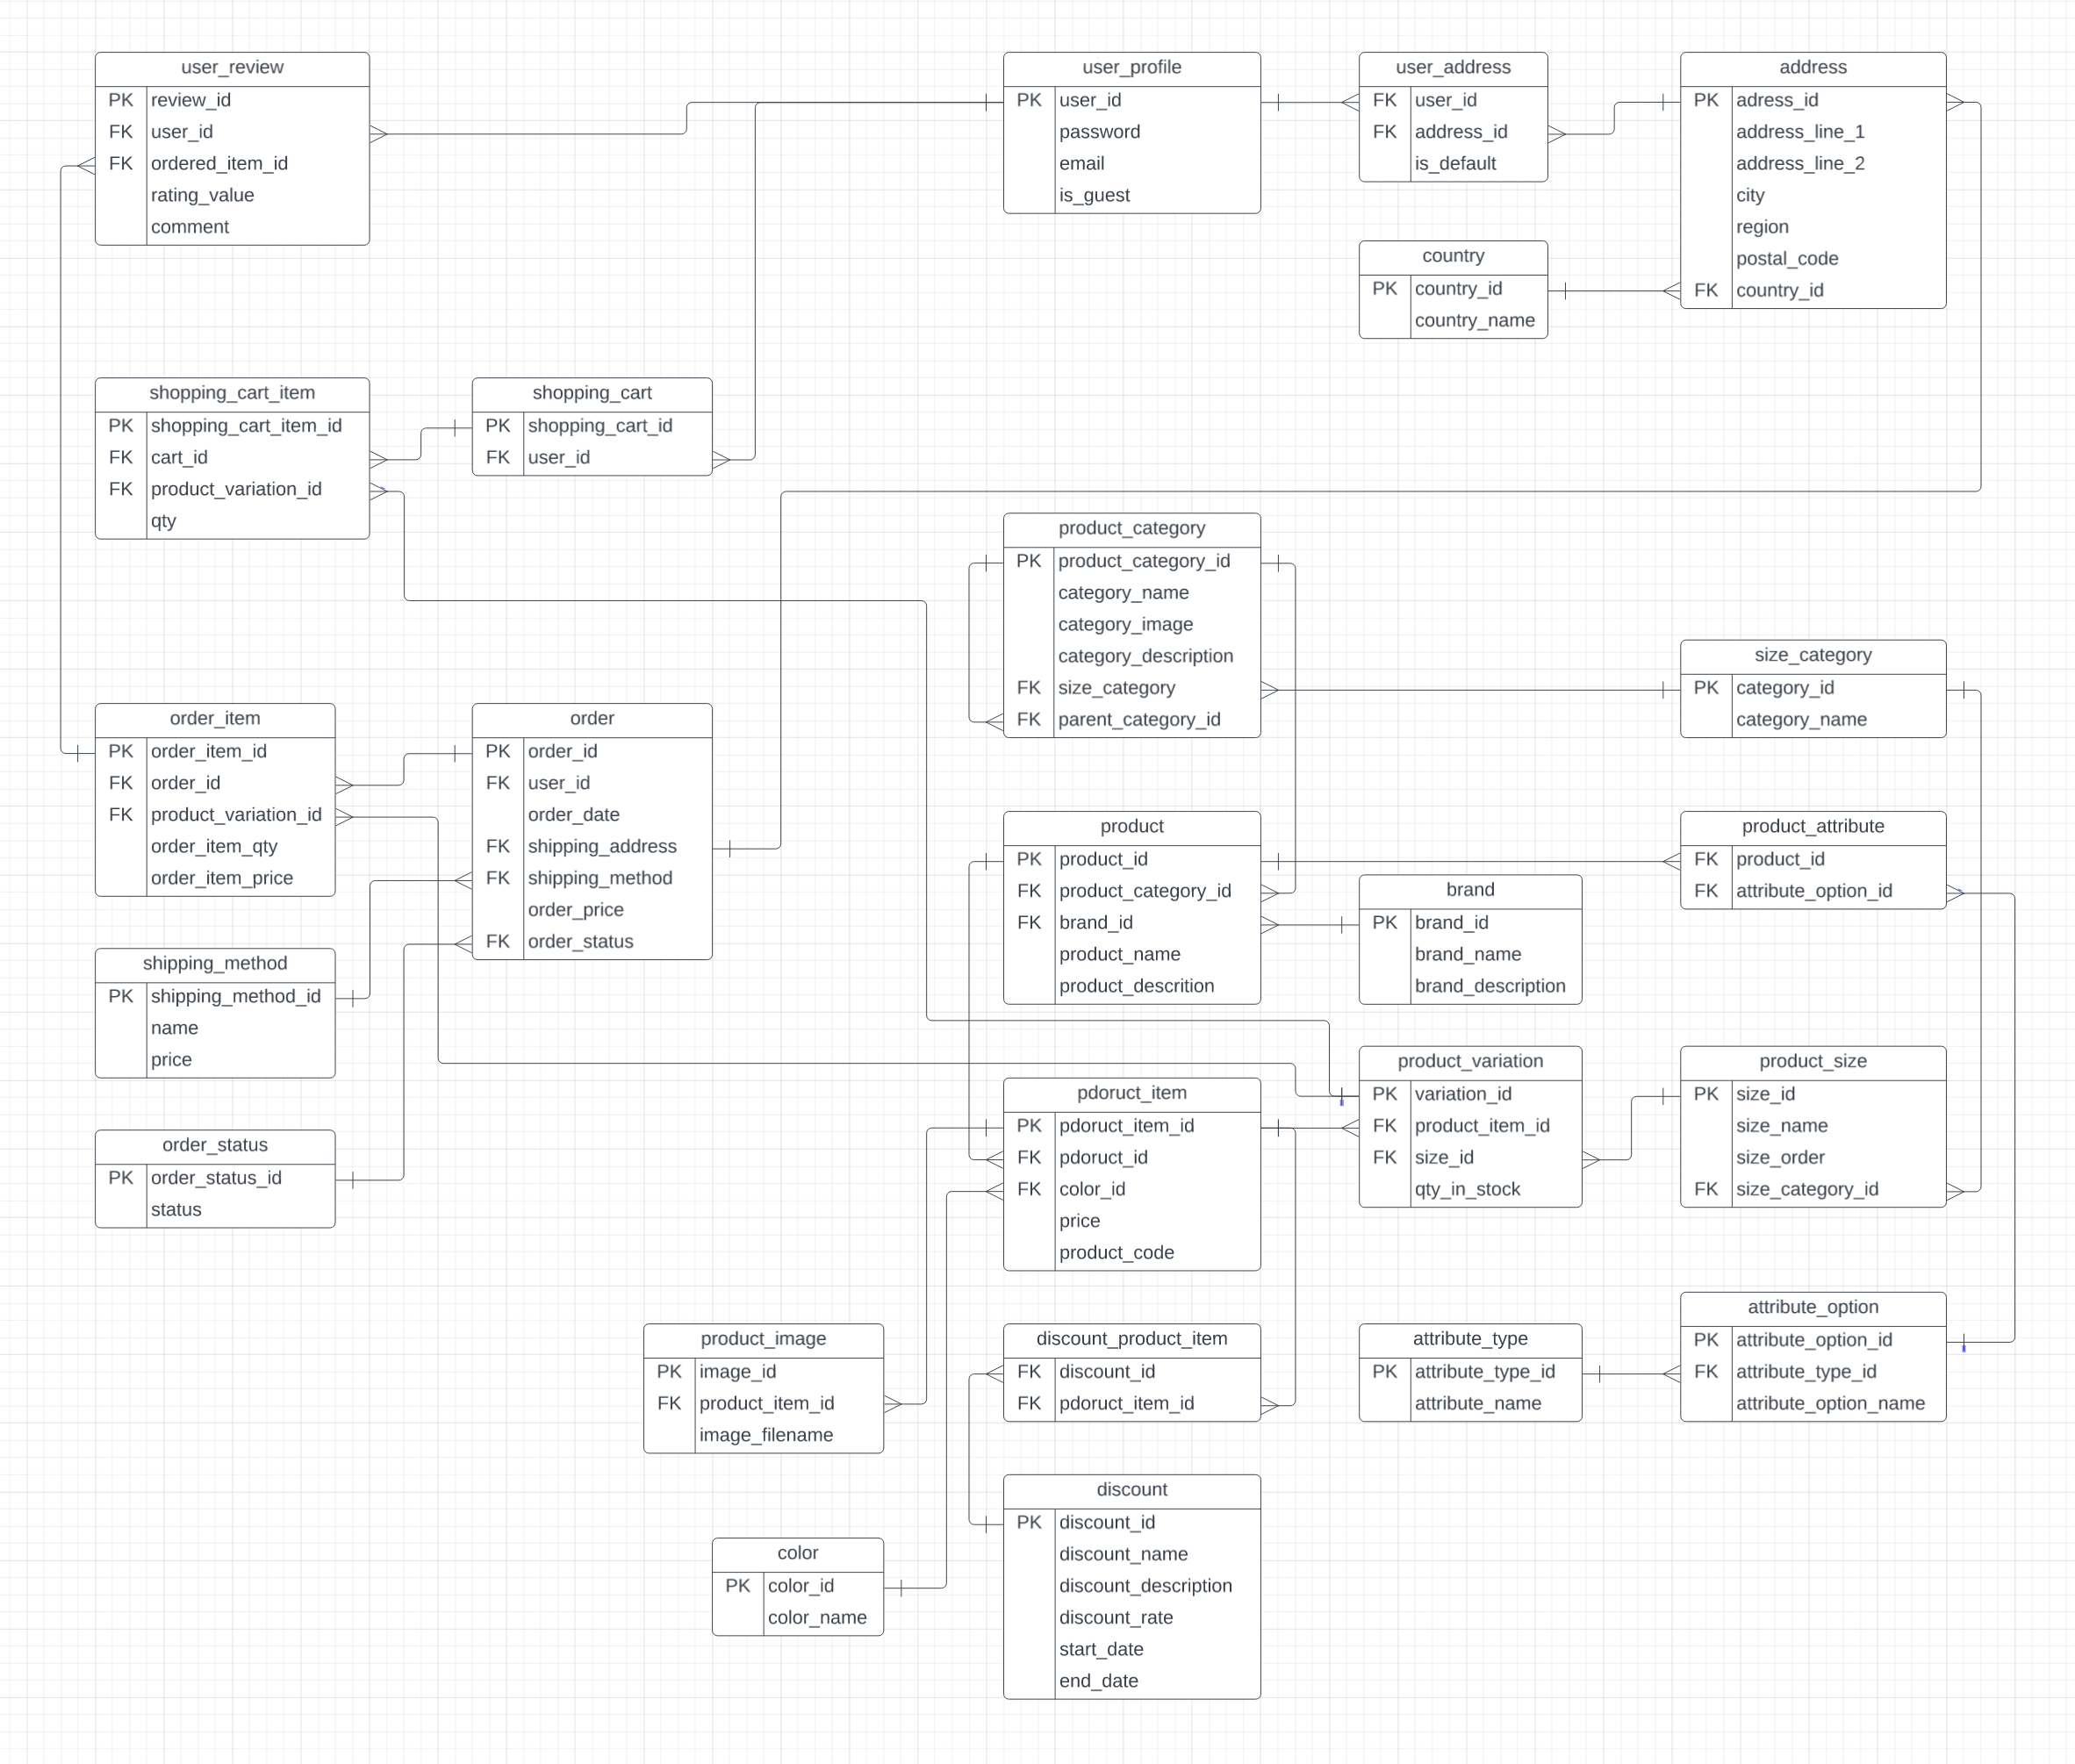 user_review
PK review_id
FK user_id
FK ordered_item_id
rating_value
comment
user_profile
PK user_id
password
email
is_guest
user_address
FK user_id
FK address_id
is_default
address
PK adress_id
address_line_1
address_line_2
city
region
postal_code
FK country_id
country
PK country_id
country_name
shopping_cart_item
PK shopping_cart_item_id
FK cart_id
FK product_variation_id
qty
shopping_cart
PK shopping_cart_id
FK user_id
product_category
PK product_category_id
category_name
category_image
category_description
FK size_category
FK parent_category_id
size_category
PK category_id
category_name
order_item
PK order_item_id
FK order_id
FK product_variation_id
order_item_qty
order_item_price
order
PK order_id
FK user_id
order_date
FK shipping_address
FK shipping_method
order_price
FK order_status
product
PK product_id
FK product_category_id
FK brand_id
product_name
product_descrition
brand
PK brand_id
brand_name
brand_description
product_attribute
FK product_id
FK attribute_option_id
shipping_method
PK shipping_method_id
name
price
order_status
PK order_status_id
status
pdoruct_item
PK pdoruct_item_id
FK pdoruct_id
FK color_id
price
product_code
product_variation
PK variation_id
FK product_item_id
FK size_id
qty_in_stock
product_size
PK size_id
size_name
size_order
FK size_category_id
product_image
PK image_id
FK product_item_id
image_filename
discount_product_item
FK discount_id
FK pdoruct_item_id
attribute_type
PK attribute_type_id
attribute_name
attribute_option
PK attribute_option_id
FK attribute_type_id
attribute_option_name
color
PK color_id
color_name
discount
PK discount_id
discount_name
discount_description
discount_rate
start_date
end_date